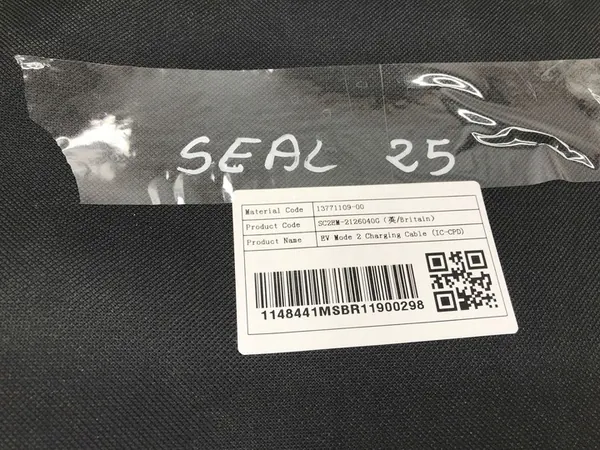 SEAL 25
Material Code 13771109-00
Product Code SC2EM-2126040G (英/Britain)
Product Name EV Mode 2 Charging Cable (IC-CPD)
1148441MSBR11900298